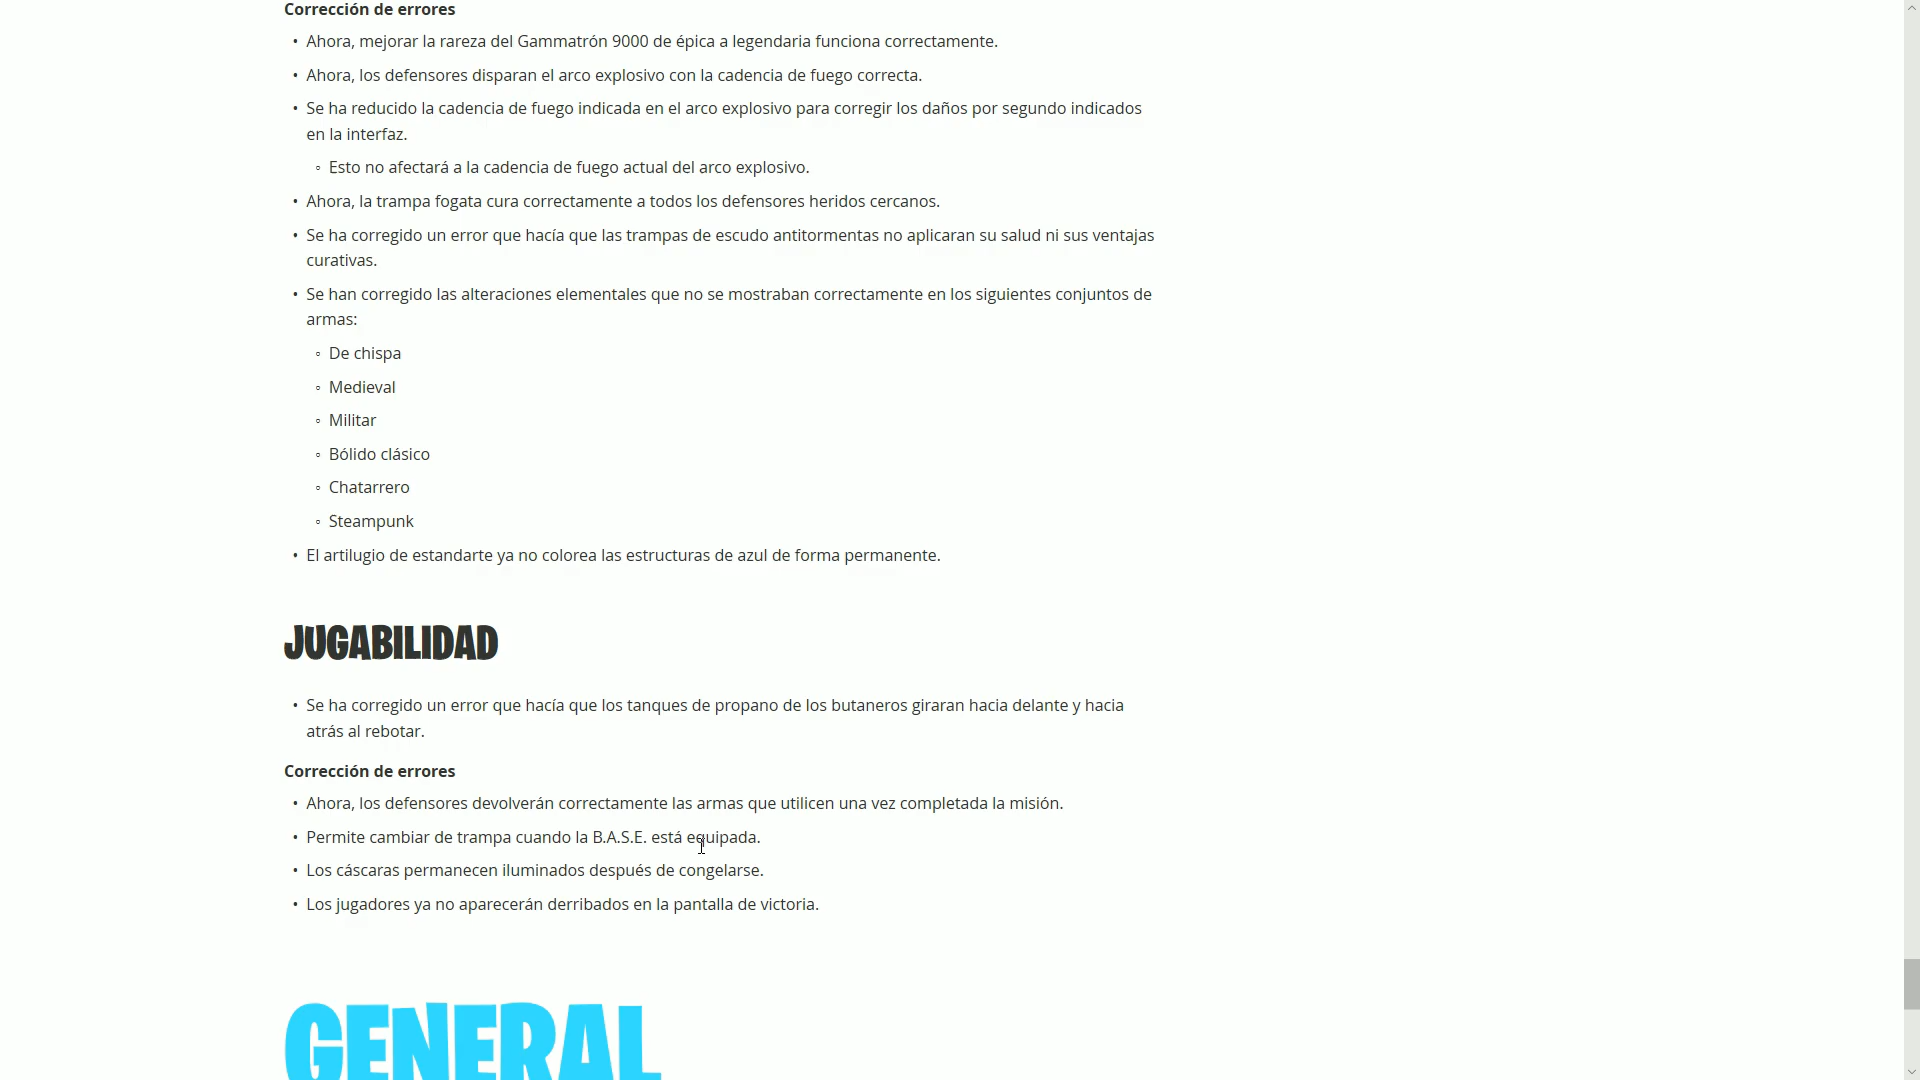 Corrección de errores
• Ahora, mejorar la rareza del Gammatrón 9000 de épica a legendaria funciona correctamente.
• Ahora, los defensores disparan el arco explosivo con la cadencia de fuego correcta.
• Se ha reducido la cadencia de fuego indicada en el arco explosivo para corregir los daños por segundo indicados
en la interfaz.
◦ Esto no afectará a la cadencia de fuego actual del arco explosivo.
• Ahora, la trampa fogata cura correctamente a todos los defensores heridos cercanos.
• Se ha corregido un error que hacía que las trampas de escudo antitormentas no aplicaran su salud ni sus ventajas
curativas.
• Se han corregido las alteraciones elementales que no se mostraban correctamente en los siguientes conjuntos de
armas:
◦ De chispa
◦ Medieval
◦ Militar
◦ Bólido clásico
◦ Chatarrero
◦ Steampunk
• El artilugio de estandarte ya no colorea las estructuras de azul de forma permanente.
JUGABILIDAD
• Se ha corregido un error que hacía que los tanques de propano de los butaneros giraran hacia delante y hacia
atrás al rebotar.
Corrección de errores
• Ahora, los defensores devolverán correctamente las armas que utilicen una vez completada la misión.
• Permite cambiar de trampa cuando la B.A.S.E. está equipada.
• Los cáscaras permanecen iluminados después de congelarse.
• Los jugadores ya no aparecerán derribados en la pantalla de victoria.
GENERAL